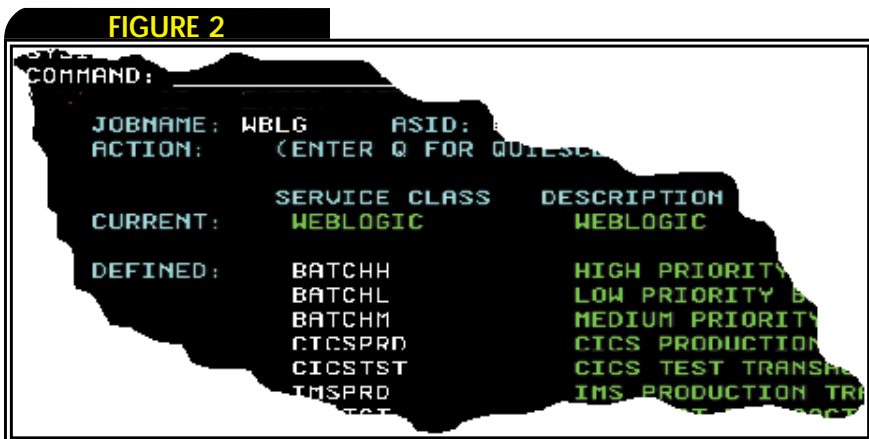 FIGURE 2
COMMAND:
JOBNAME: WBLG ASID:
ACTION: (ENTER Q FOR QUIESCE
SERVICE CLASS DESCRIPTION
CURRENT: WEBLOGIC WEBLOGIC
DEFINED: BATCHH HIGH PRIORITY
BATCHL LOW PRIORITY
BATCHM MEDIUM PRIORITY
CICSPRD CICS PRODUCTION
CICSTST CICS TEST
IMSPRD IMS PRODUCTION